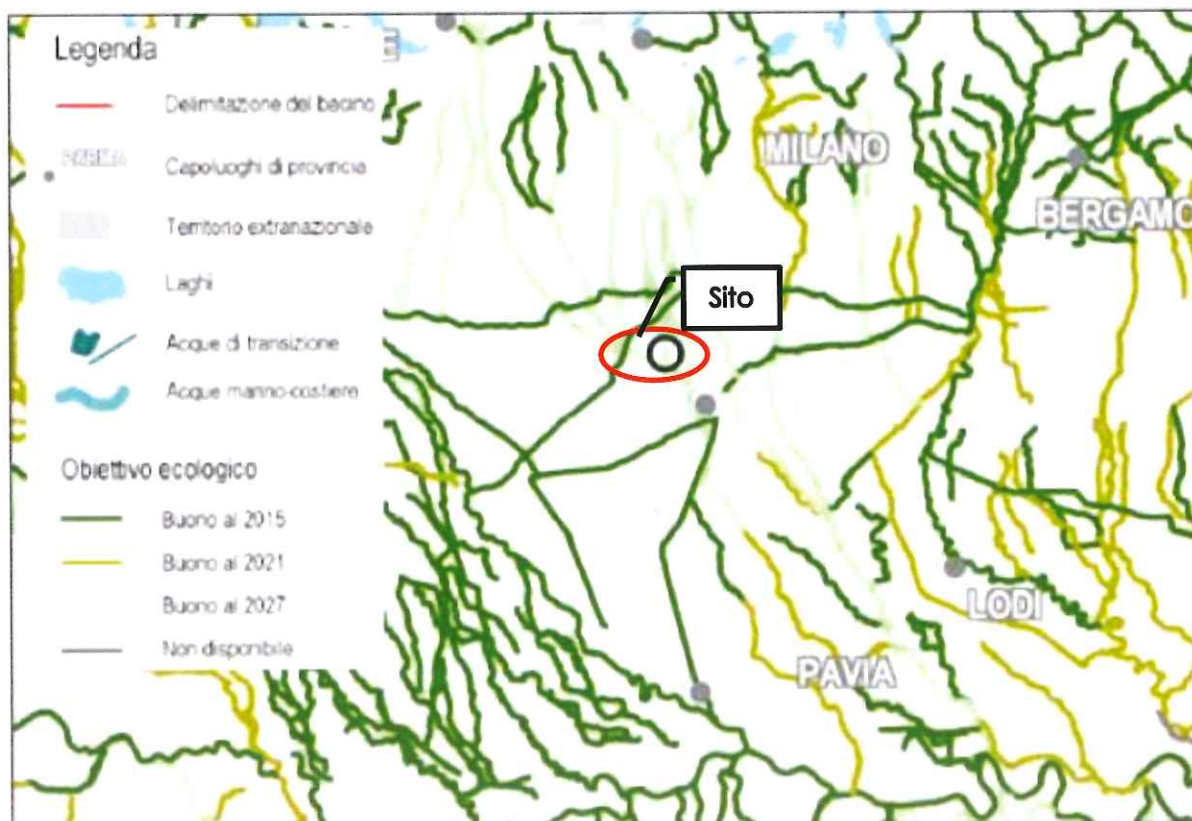 Legenda
Delimitazione del bacino
Capoluoghi di provincia
Territorio extranazionale
Laghi
Acque di transizione
Acque marino-costiere
Obiettivo ecologico
Buono al 2015
Buono al 2021
Buono al 2027
Non disponibile
E
MILANO
BERGAMO
Sito
LODI
PAVIA